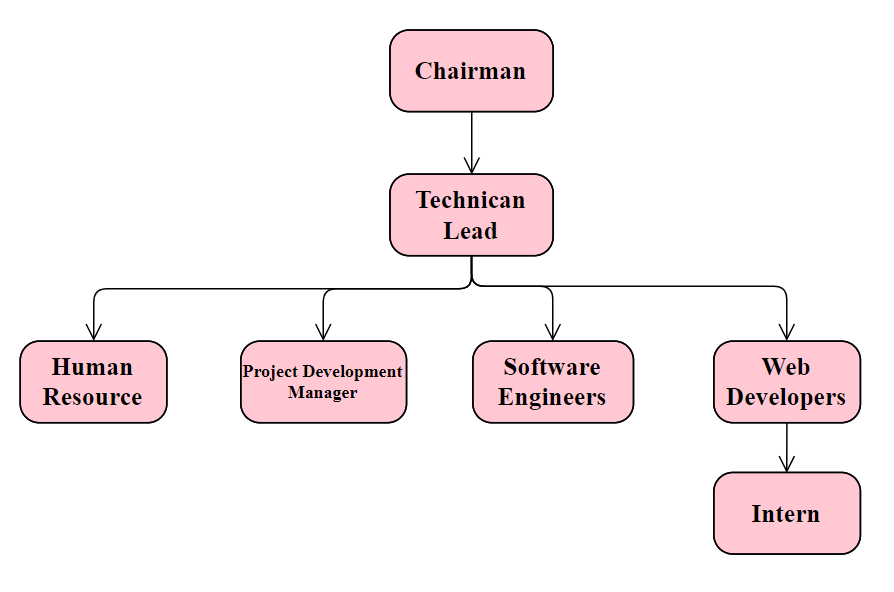 Chairman
Technican
Lead
Human
Resource
Project Development
Manager
Software
Engineers
Web
Developers
Intern